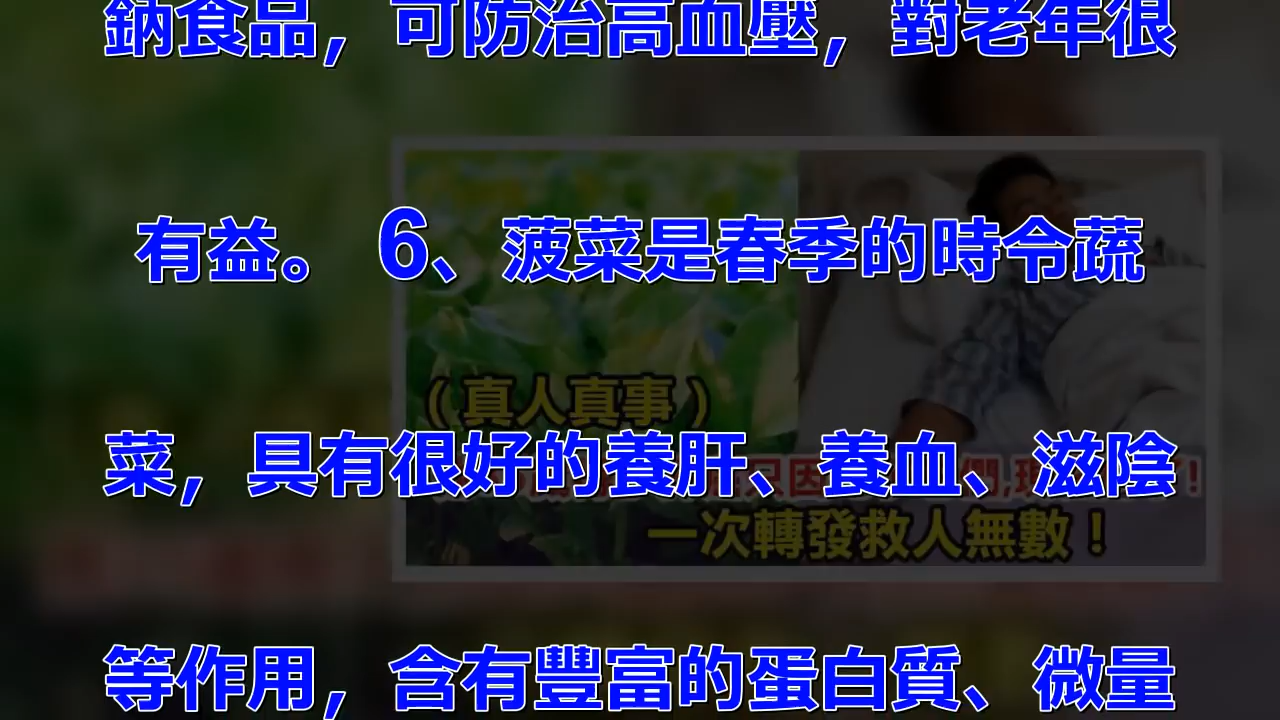 鈉食品，可防治高血壓，對老年很
有益。 6、菠菜是春季的時令蔬
（真人真事）
菜，具有很好的養肝、養血、滋陰
一次轉發救人無數！
等作用，含有豐富的蛋白質、微量